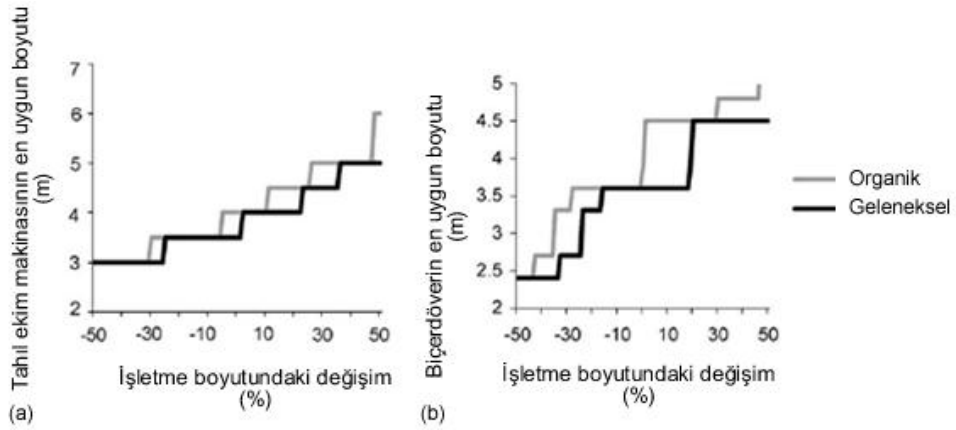 Tahıl ekim makinasının en uygun boyutu
(m)
7
6
5
4
3
2
-50
-30
-10
10
30
50
İşletme boyutundaki değişim
(%)
(a)
Biçerdöverin en uygun boyutu
(m)
5
4.5
4
3.5
3
2.5
2
-50
-30
-10
10
30
50
İşletme boyutundaki değişim
(%)
(b)
Organik
Geleneksel